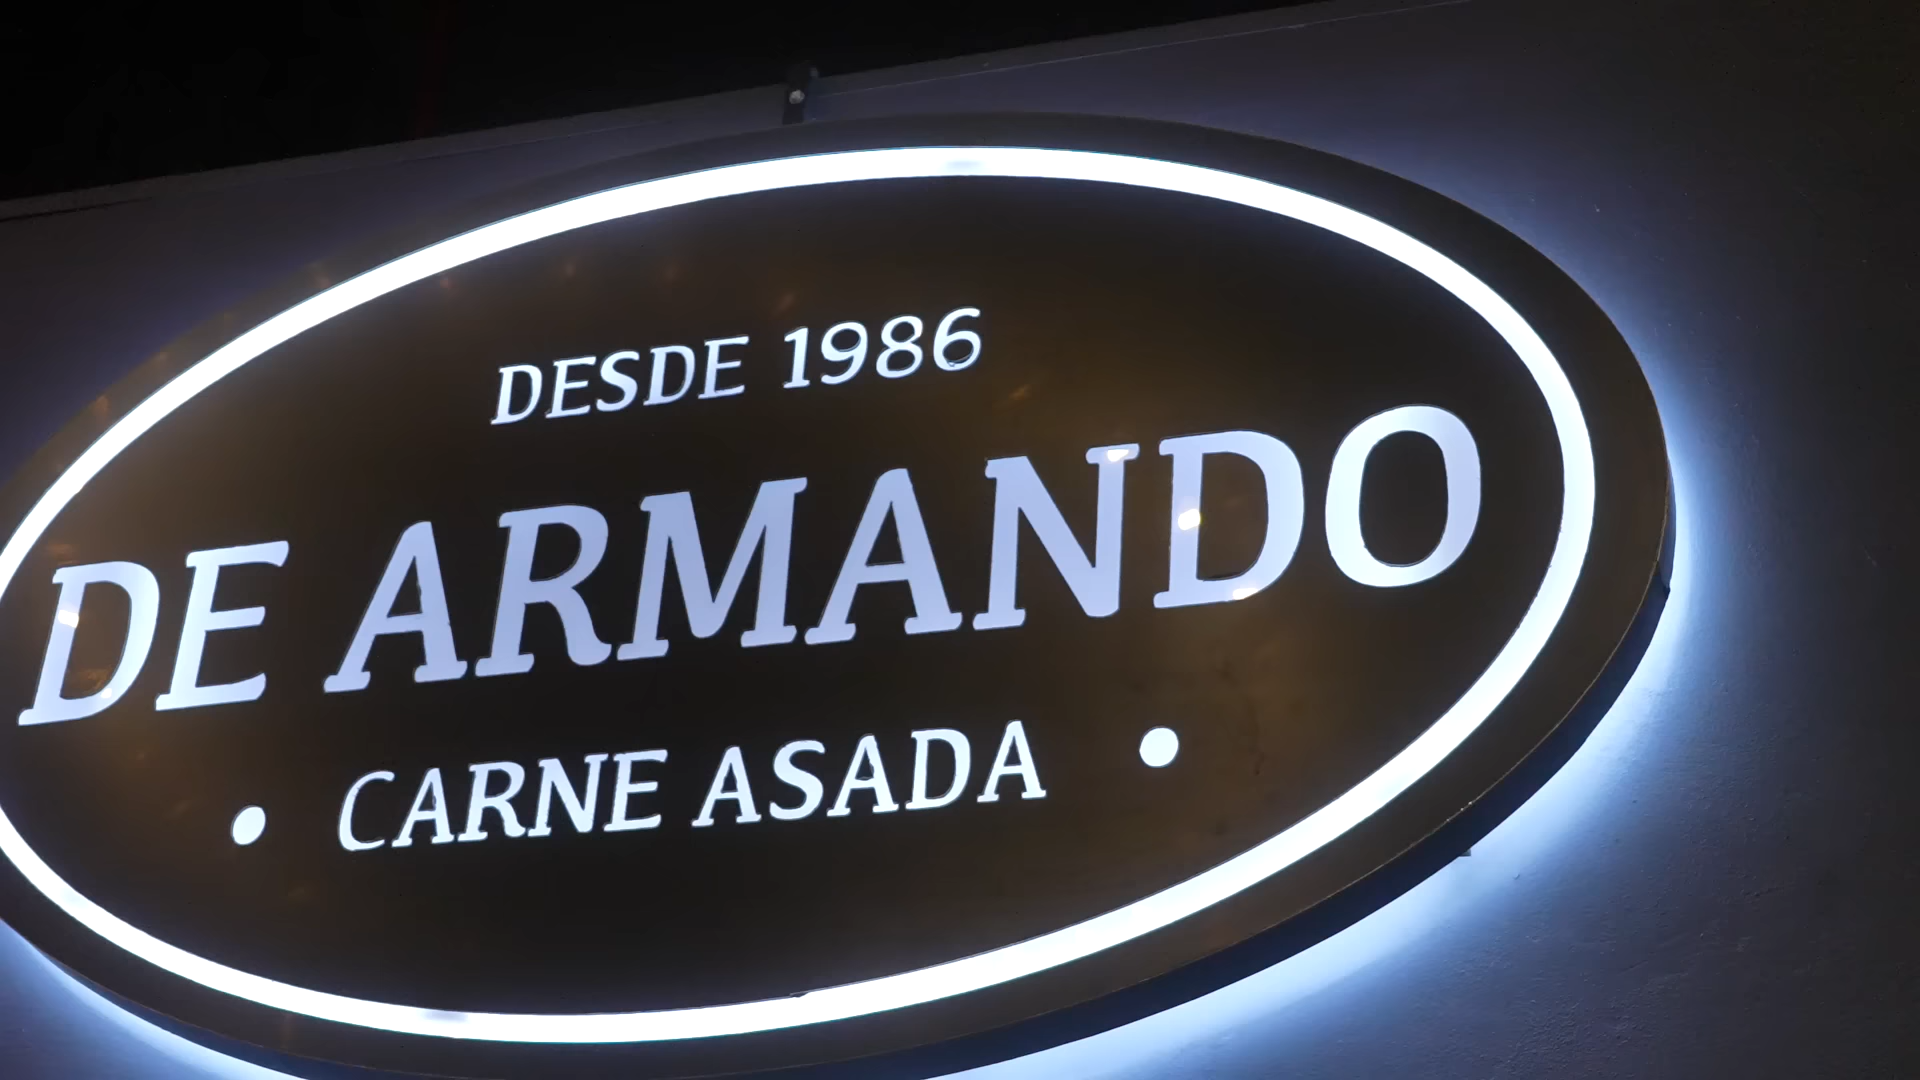 DESDE 1986
DE ARMANDO
• CARNE ASADA •